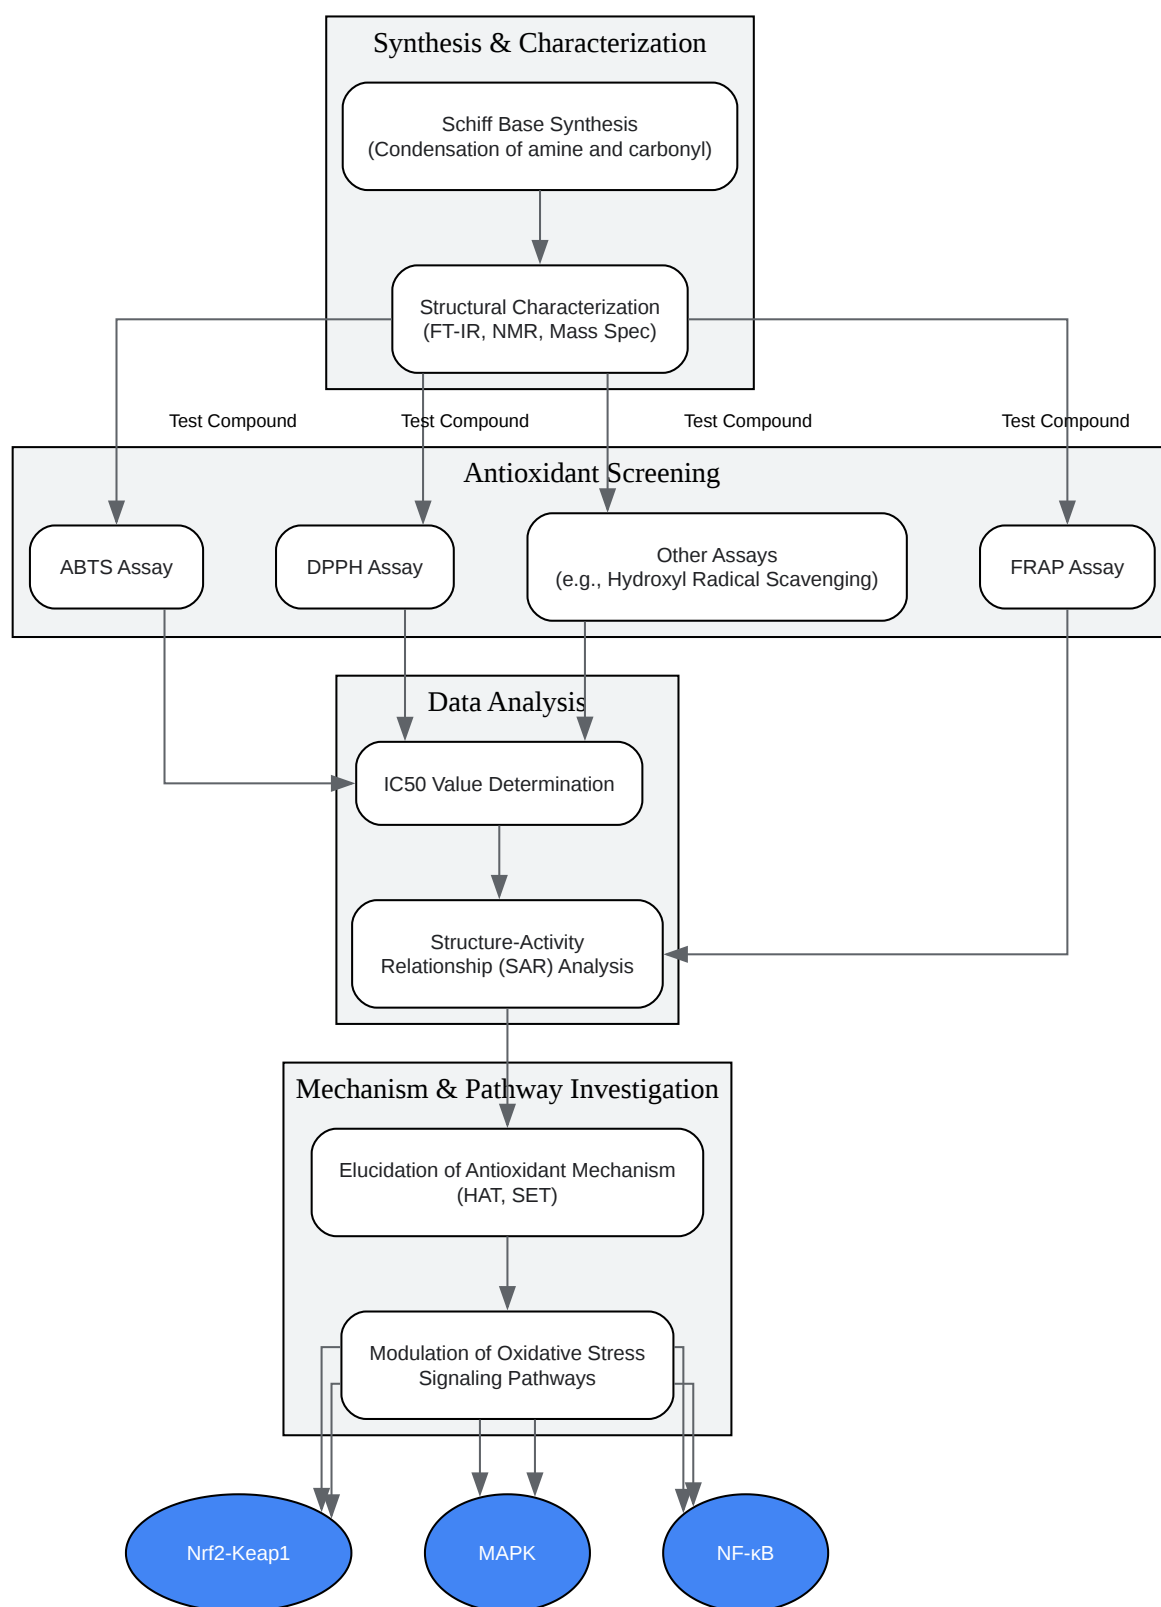 Synthesis & Characterization
Schiff Base Synthesis
(Condensation of amine and carbonyl)
Structural Characterization
(FT-IR, NMR, Mass Spec)
Test Compound
Test Compound
Test Compound
Test Compound
Antioxidant Screening
ABTS Assay
DPPH Assay
Other Assays
(e.g., Hydroxyl Radical Scavenging)
FRAP Assay
Data Analysis
IC50 Value Determination
Structure-Activity
Relationship (SAR) Analysis
Mechanism & Pathway Investigation
Elucidation of Antioxidant Mechanism
(HAT, SET)
Modulation of Oxidative Stress
Signaling Pathways
Nrf2-Keap1
MAPK
NF-κB